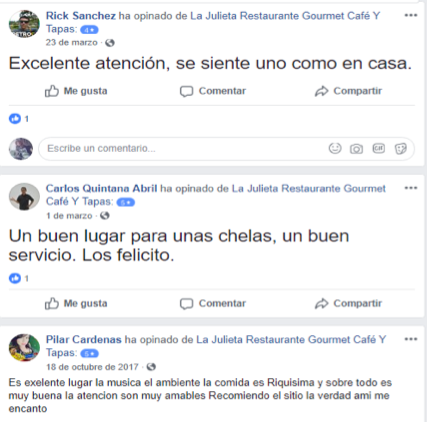 Rick Sanchez ha opinado de La Julieta Restaurante Gourmet Café Y
Tapas: 4★
23 de marzo ·
Excelente atención, se siente uno como en casa.
Me gusta Comentar Compartir
1
Escribe un comentario...
GIF
Carlos Quintana Abril ha opinado de La Julieta Restaurante Gourmet
Café Y Tapas: 5★
1 de marzo ·
Un buen lugar para unas chelas, un buen
servicio. Los felicito.
1
Me gusta Comentar Compartir
Pilar Cardenas ha opinado de La Julieta Restaurante Gourmet Café Y
Tapas: 5★
18 de octubre de 2017 ·
Es exelente lugar la musica el ambiente la comida es Riquisima y sobre todo es
muy buena la atencion son muy amables Recomiendo el sitio la verdad ami me
encanto